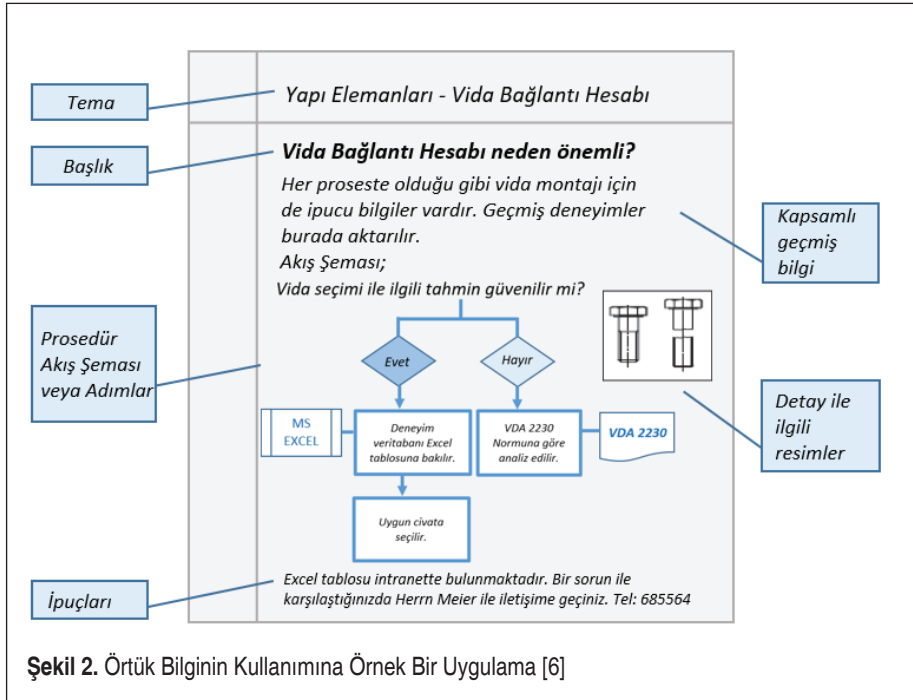 Tema
Yapı Elemanları - Vida Bağlantı Hesabı
Başlık
Vida Bağlantı Hesabı neden önemli?
Her proseste olduğu gibi vida montajı için
de ipucu bilgiler vardır. Geçmiş deneyimler
burada aktarılır.
Akış Şeması;
Kapsamlı
geçmiş
bilgi
Vida seçimi ile ilgili tahmin güvenilir mi?
Prosedür
Akış Şeması
veya Adımlar
Evet
Hayır
MS
EXCEL
Deneyim
veritabanı Excel
tablosuna bakılır.
VDA 2230
Normuna göre
analiz edilir.
VDA 2230
Detay ile
ilgili
resimler
Uygun civata
seçilir.
İpuçları
Excel tablosu intranette bulunmaktadır. Bir sorun ile
karşılaştığınızda Herrn Meier ile iletişime geçiniz. Tel: 685564
Şekil 2. Örtük Bilginin Kullanımına Örnek Bir Uygulama [6]